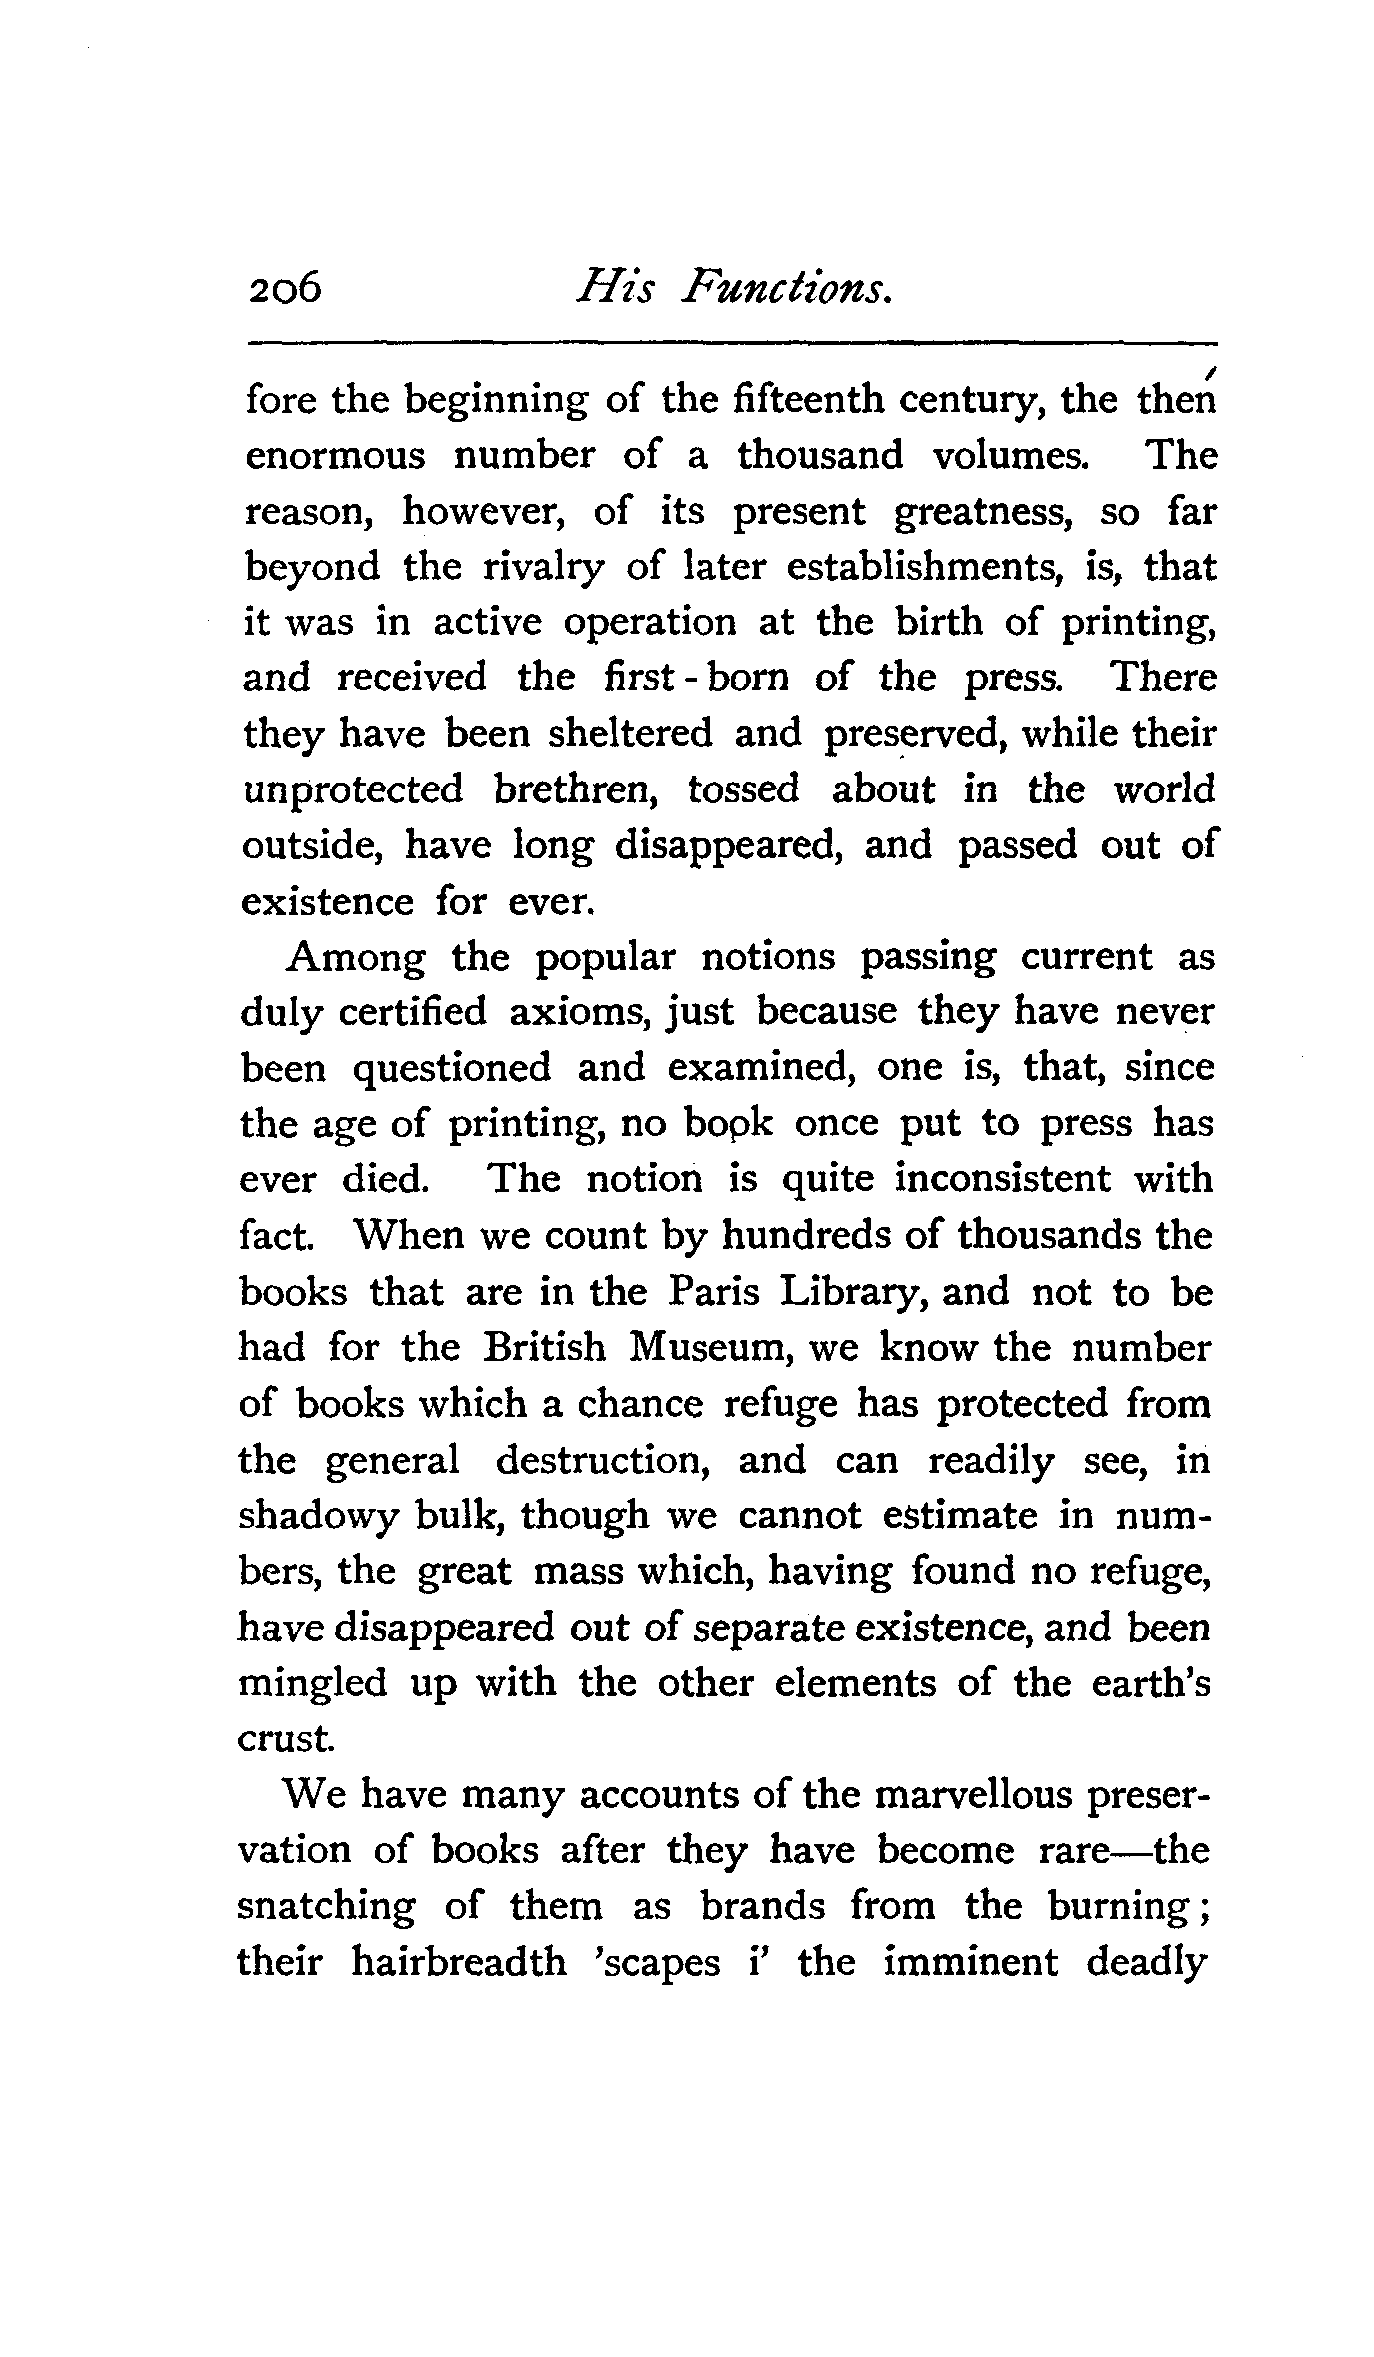 206 His Functions.
fore the beginning of the fifteenth century, the then
enormous number of a thousand volumes. The
reason, however, of its present greatness, so far
beyond the rivalry of later establishments, is, that
it was in active operation at the birth of printing,
and received the first-born of the press. There
they have been sheltered and preserved, while their
unprotected brethren, tossed about in the world
outside, have long disappeared, and passed out of
existence for ever.
Among the popular notions passing current as
duly certified axioms, just because they have never
been questioned and examined, one is, that, since
the age of printing, no book once put to press has
ever died. The notion is quite inconsistent with
fact. When we count by hundreds of thousands the
books that are in the Paris Library, and not to be
had for the British Museum, we know the number
of books which a chance refuge has protected from
the general destruction, and can readily see, in
shadowy bulk, though we cannot estimate in num-
bers, the great mass which, having found no refuge,
have disappeared out of separate existence, and been
mingled up with the other elements of the earth's
crust.
We have many accounts of the marvellous preser-
vation of books after they have become rare—the
snatching of them as brands from the burning;
their hairbreadth 'scapes i' the imminent deadly